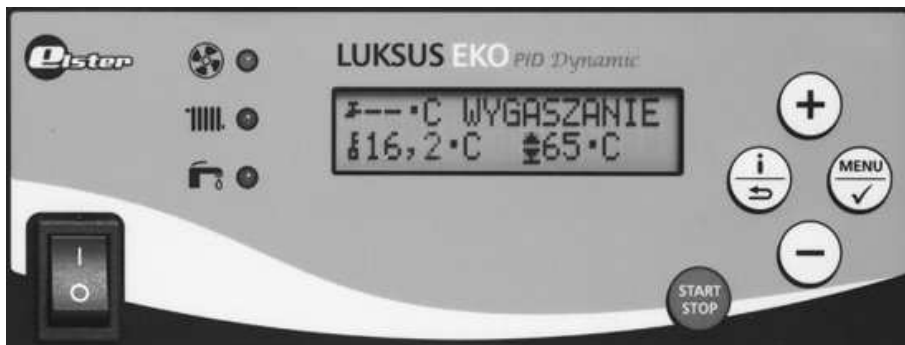 elster
LUKSUS EKO PID Dynamic
--°C WYGASZANIE
16,2°C 65°C
+
i
MENU
−
START
STOP
I
O